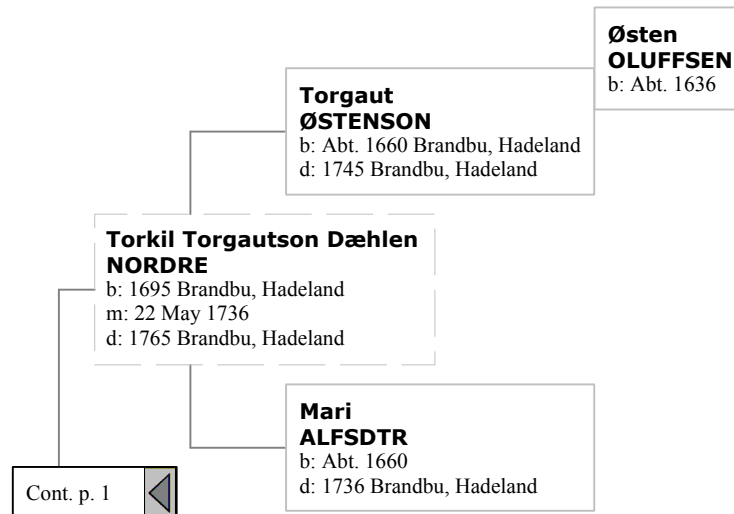 Østen
OLUFFSEN
b: Abt. 1636
Torgaut
ØSTENSON
b: Abt. 1660 Brandbu, Hadeland
d: 1745 Brandbu, Hadeland
Torkil Torgautson Dæhlen
NORDRE
b: 1695 Brandbu, Hadeland
m: 22 May 1736
d: 1765 Brandbu, Hadeland
Mari
ALFSDTR
b: Abt. 1660
d: 1736 Brandbu, Hadeland
Cont. p. 1